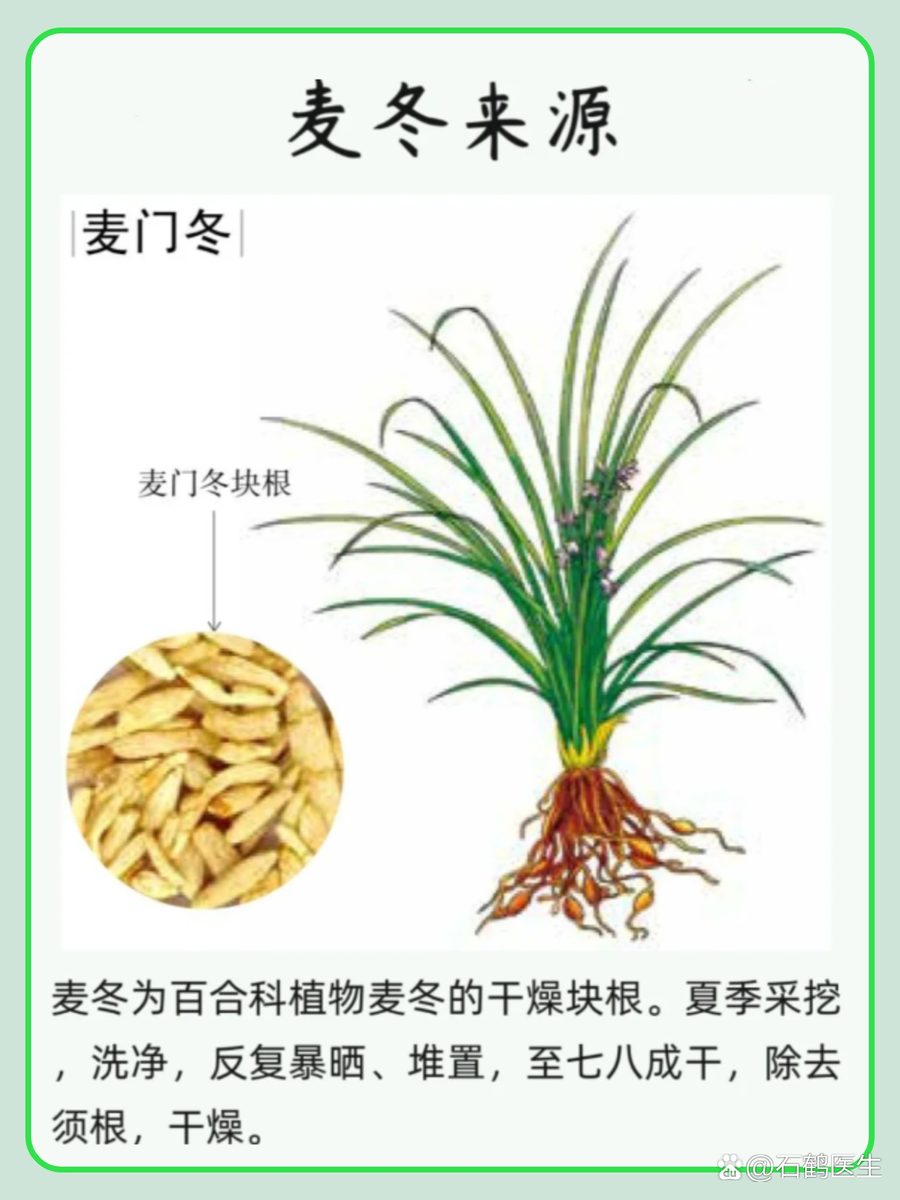 麦冬来源
麦门冬
麦门冬块根
麦冬为百合科植物麦冬的干燥块根。夏季采挖
，洗净，反复暴晒、堆置，至七八成干，除去
须根，干燥。
du @石鹤医生